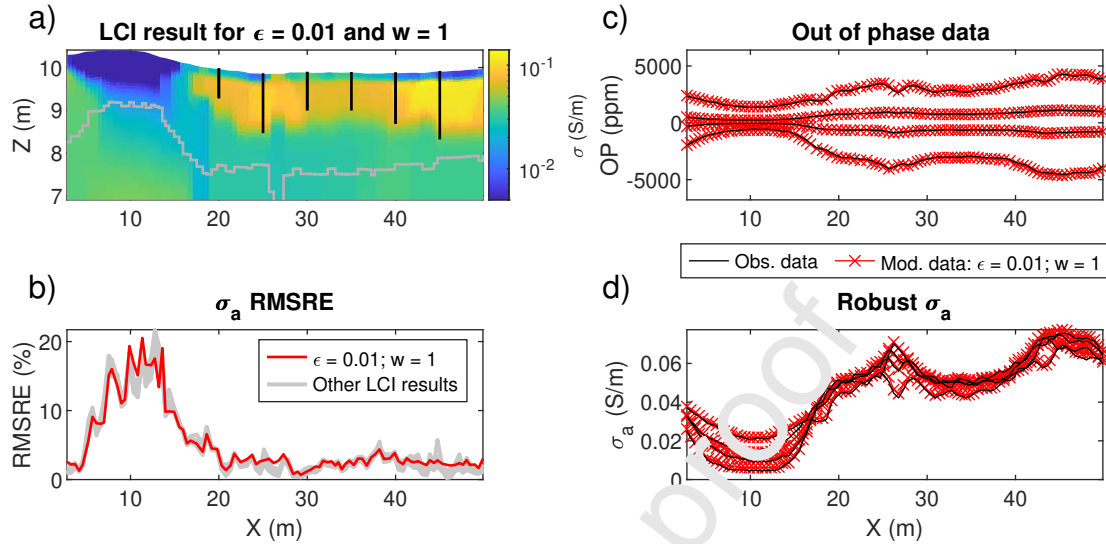 a)
LCI result for ϵ = 0.01 and w = 1
Z (m)
10
9
8
7
10
20
30
40
10⁻¹
10⁻²
σ (S/m)
c)
Out of phase data
OP (ppm)
5000
0
-5000
10
20
30
40
Obs. data
Mod. data: ϵ = 0.01; w = 1
b)
σₐ RMSRE
RMSRE (%)
20
10
0
ϵ = 0.01; w = 1
Other LCI results
10
20
30
40
X (m)
d)
Robust σₐ
σₐ (S/m)
0.06
0.04
0.02
0
10
20
30
40
X (m)
proof